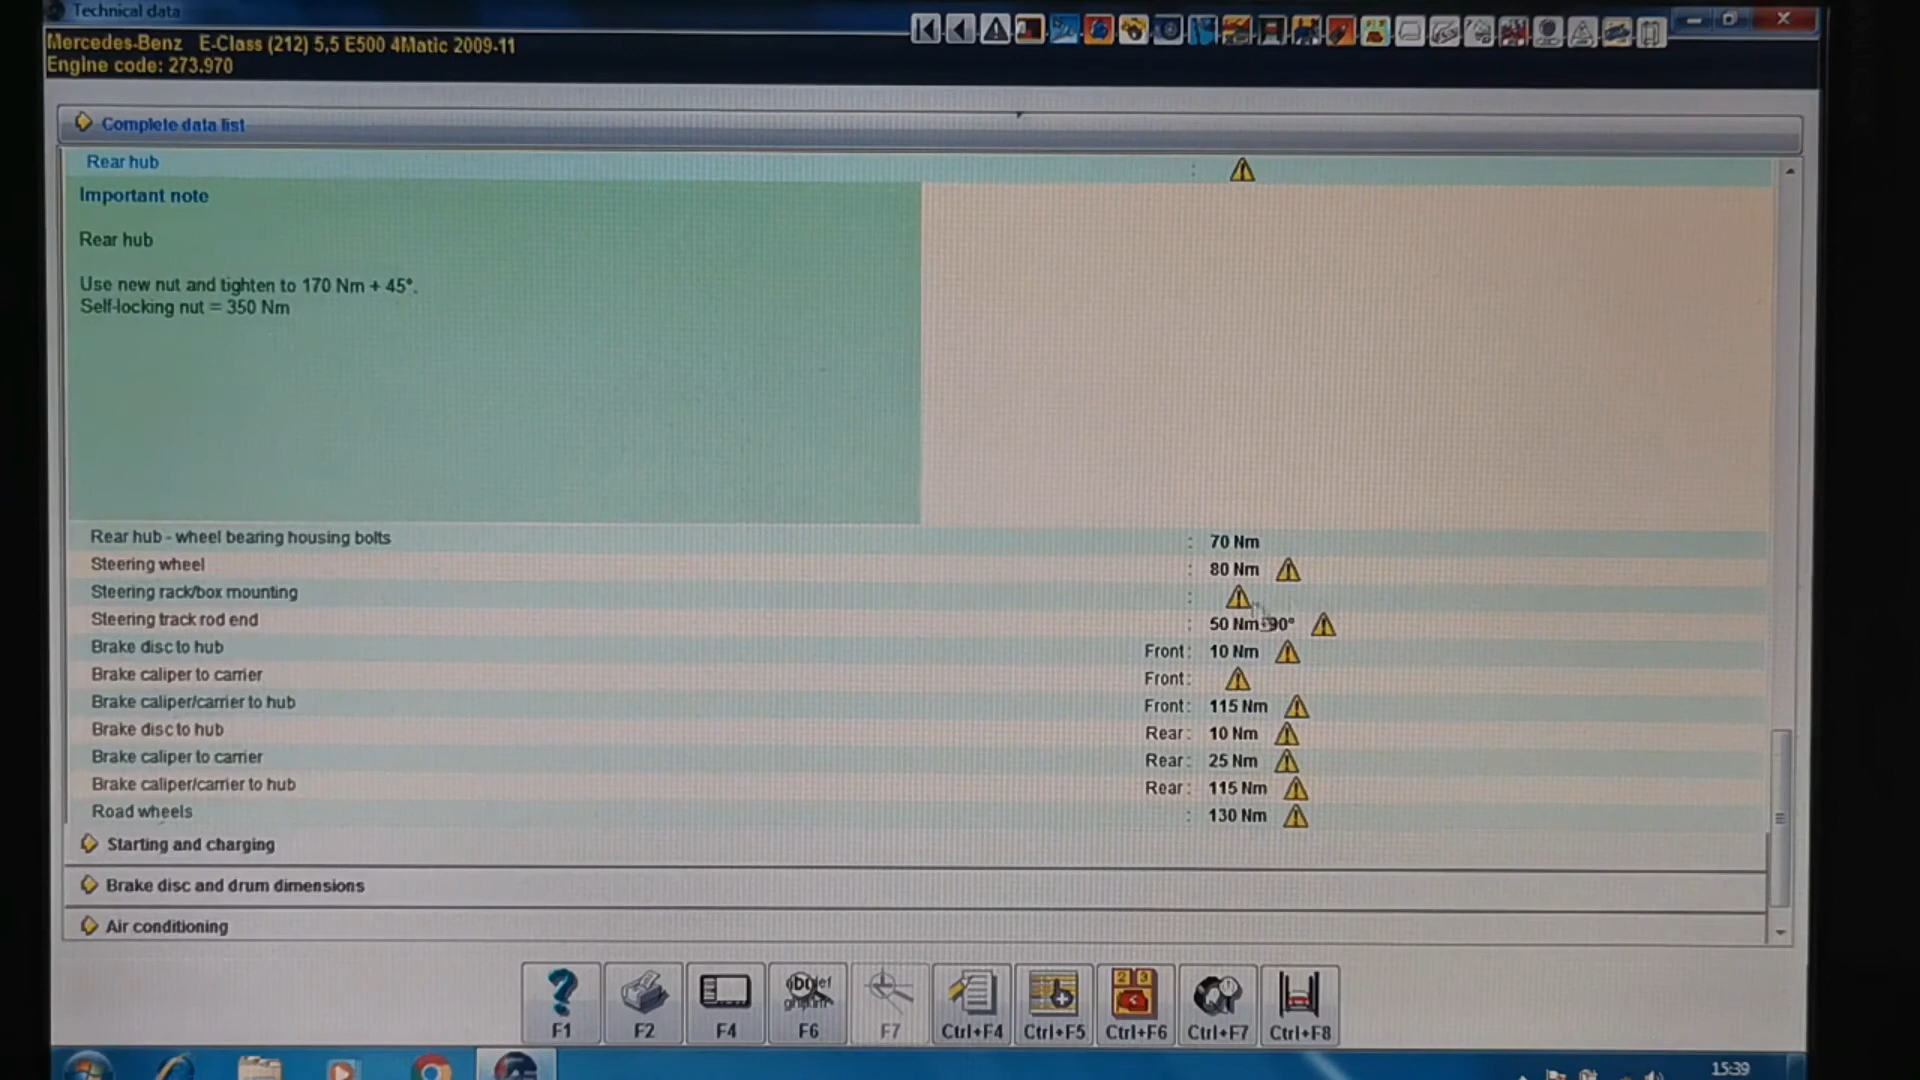 Technical data
Mercedes-Benz E-Class (212) 5,5 E500 4Matic 2009-11
Engine code: 273.970
Complete data list
Rear hub :
Important note
Rear hub
Use new nut and tighten to 170 Nm + 45°.
Self-locking nut = 350 Nm
Rear hub - wheel bearing housing bolts : 70 Nm
Steering wheel : 80 Nm
Steering rack/box mounting :
Steering track rod end : 50 Nm+90°
Brake disc to hub Front: 10 Nm
Brake caliper to carrier Front:
Brake caliper/carrier to hub Front: 115 Nm
Brake disc to hub Rear: 10 Nm
Brake caliper to carrier Rear: 25 Nm
Brake caliper/carrier to hub Rear: 115 Nm
Road wheels : 130 Nm
Starting and charging
Brake disc and drum dimensions
Air conditioning
F1 F2 F4 F6 F7 Ctrl+F4 Ctrl+F5 Ctrl+F6 Ctrl+F7 Ctrl+F8
15:39